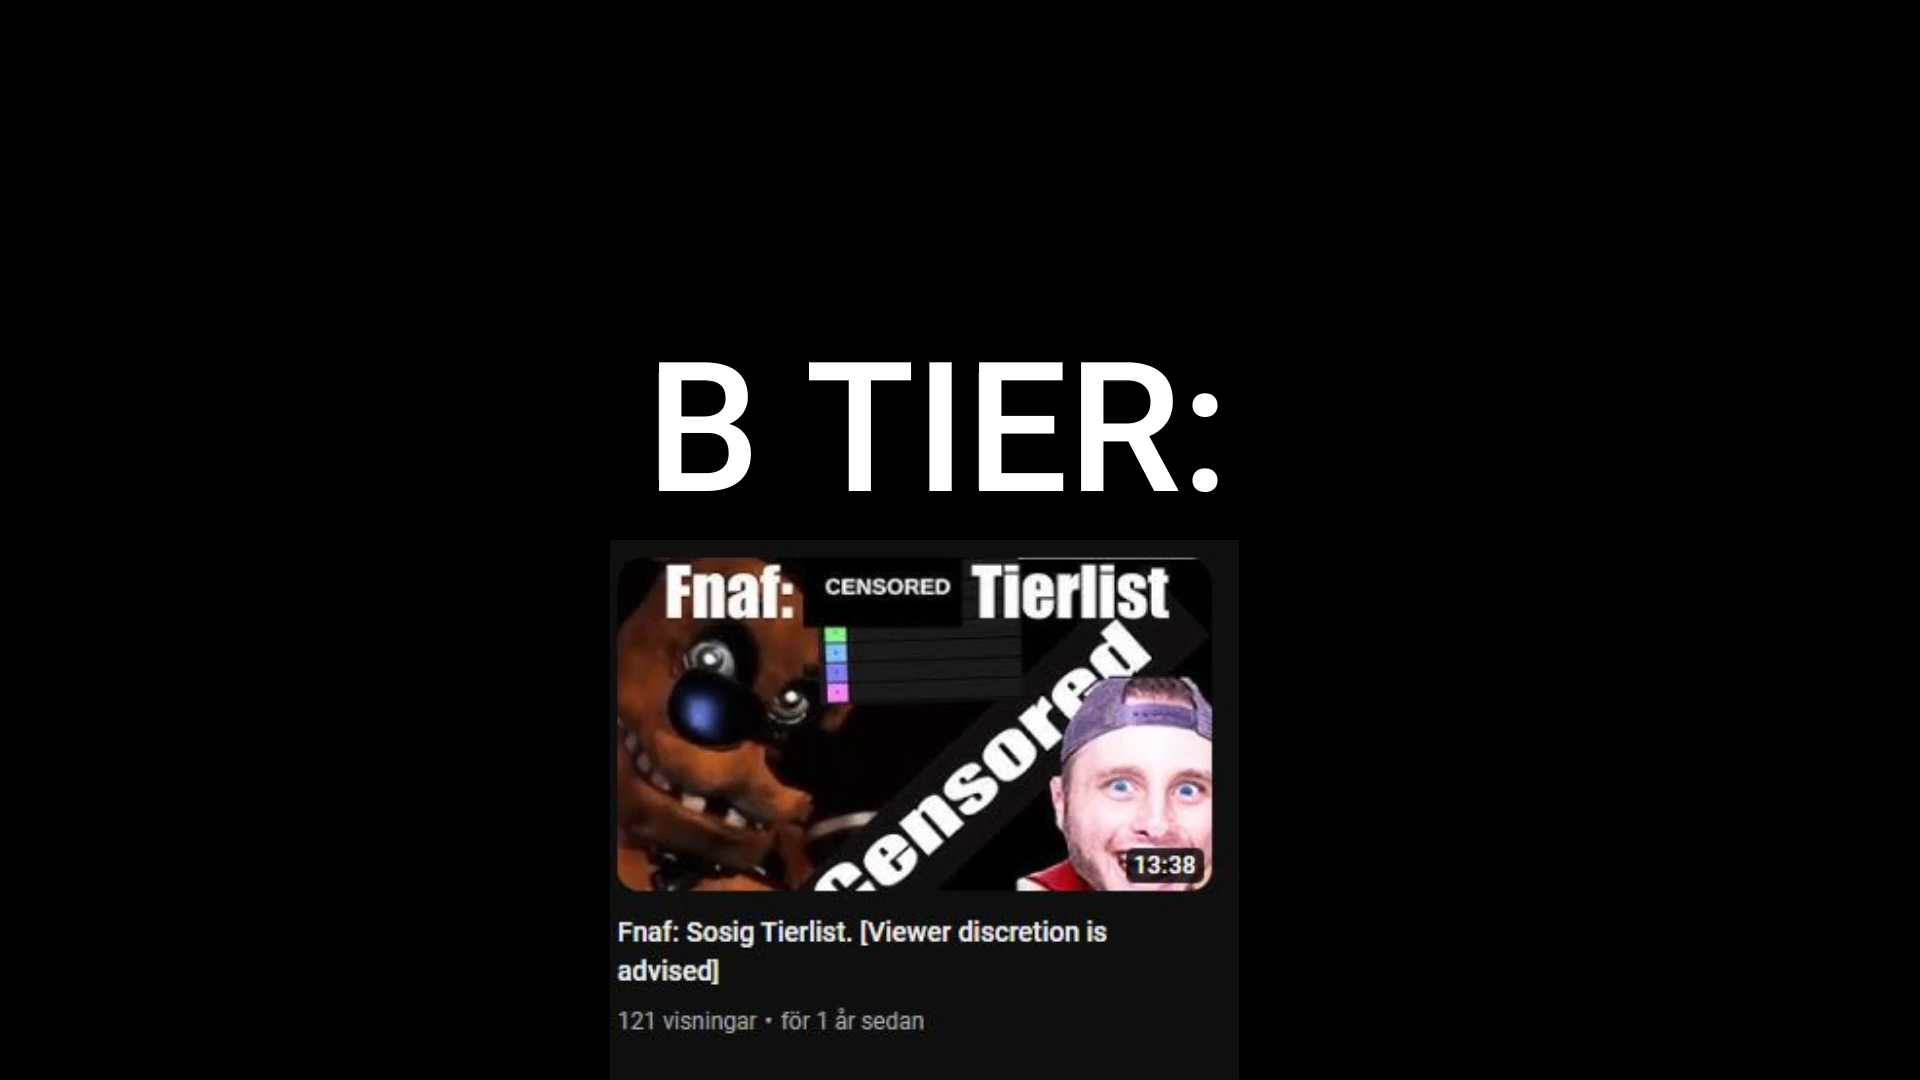 B TIER:
Fnaf: CENSORED Tierlist
Censored
13:38
Fnaf: Sosig Tierlist. [Viewer discretion is
advised]
121 visningar • för 1 år sedan